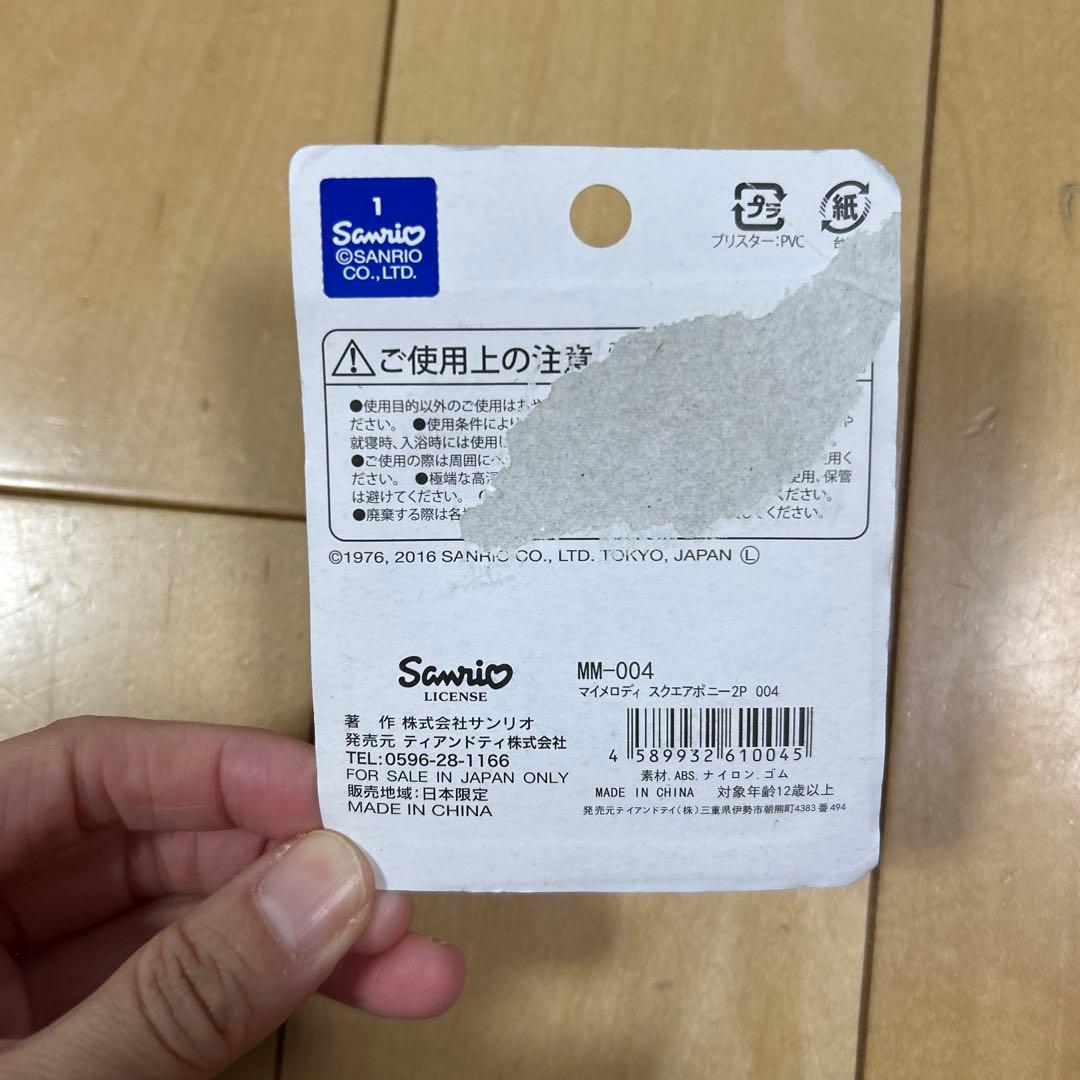 1
Sanrio
©SANRIO
CO.,LTD.
プラ
ブリスター:PVC
紙
台
ご使用上の注意
●使用目的以外のご使用はおや
ださい。 ●使用条件により
就寝時、入浴時には使用し
●ご使用の際は周囲に 用く
ださい。 ●極端な高 使用、保管
は避けてください。 ください。
●廃棄する際は各 してください。
©1976, 2016 SANRIO CO., LTD. TOKYO, JAPAN Ⓛ
Sanrio
LICENSE
著 作 株式会社サンリオ
発売元 ティアンドティ株式会社
TEL:0596-28-1166
FOR SALE IN JAPAN ONLY
販売地域:日本限定
MADE IN CHINA
MM-004
マイメロディ スクエアポニー2P 004
4 589932 610045
素材.ABS.ナイロン.ゴム
MADE IN CHINA 対象年齢12歳以上
発売元ティアンドティ(株)三重県伊勢市朝熊町4383番494